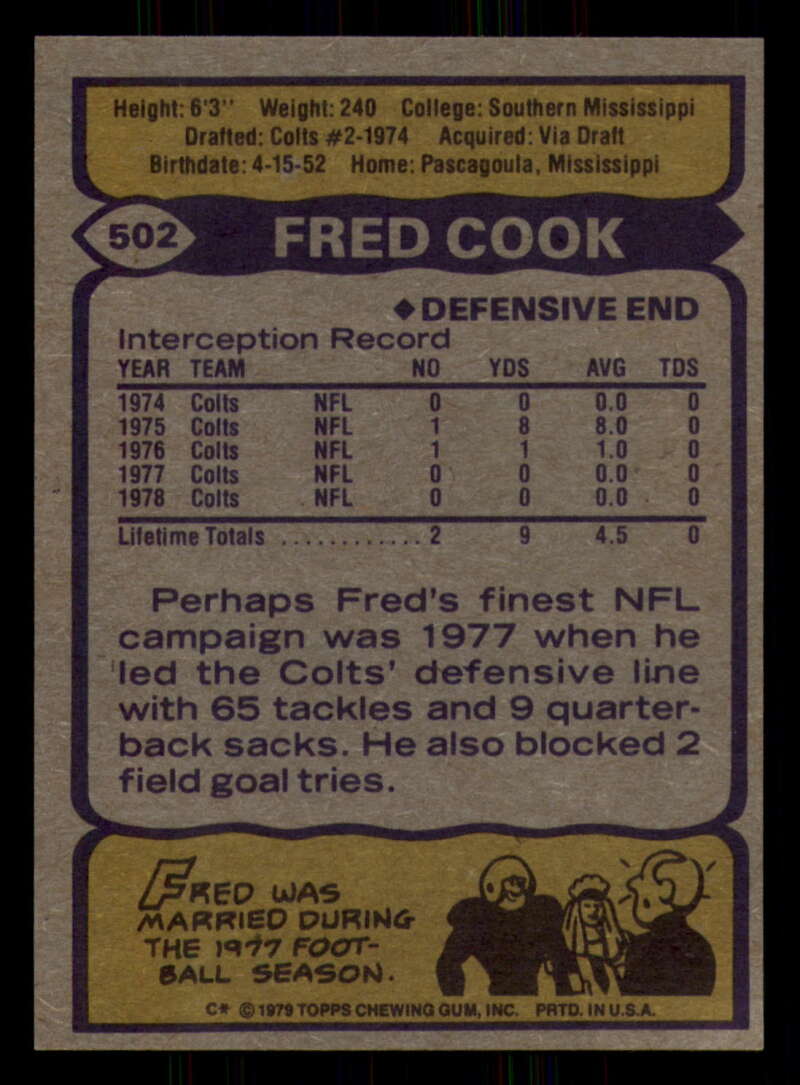 Height: 6'3" Weight: 240 College: Southern Mississippi
Drafted: Colts #2-1974 Acquired: Via Draft
Birthdate: 4-15-52 Home: Pascagoula, Mississippi
502 FRED COOK
◆ DEFENSIVE END
Interception Record
YEAR TEAM NO YDS AVG TDS
1974 Colts NFL 0 0 0.0 0
1975 Colts NFL 1 8 8.0 0
1976 Colts NFL 1 1 1.0 0
1977 Colts NFL 0 0 0.0 0
1978 Colts NFL 0 0 0.0 0
Lifetime Totals ............ 2 9 4.5 0
Perhaps Fred's finest NFL
campaign was 1977 when he
led the Colts' defensive line
with 65 tackles and 9 quarter-
back sacks. He also blocked 2
field goal tries.
FRED WAS
MARRIED DURING
THE 1977 FOOT-
BALL SEASON.
C* © 1979 TOPPS CHEWING GUM, INC. PRTD. IN U.S.A.